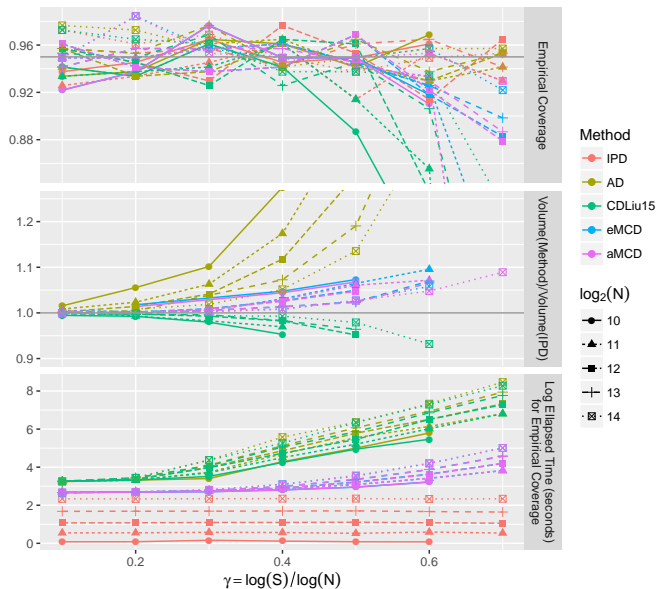 0.96
0.92
0.88
Empirical Coverage
1.2
1.1
1.0
0.9
Volume(Method)/Volume(IPD)
8
6
4
2
0
Log Elapsed Time (seconds)
for Empirical Coverage
0.2
0.4
0.6
γ=log(S)/log(N)
Method
IPD
AD
CDLiu15
eMCD
aMCD
log₂(N)
10
11
12
13
14